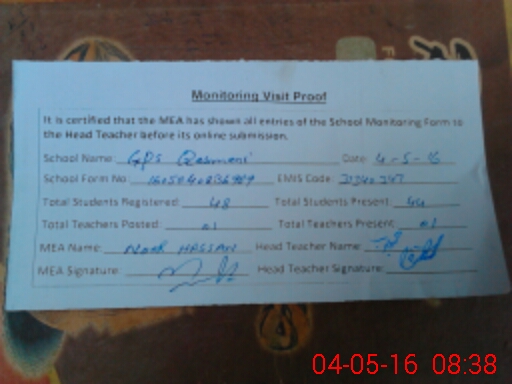 Monitoring Visit Proof
It is certified that the MEA has shown all entries of the School Monitoring Form to
the Head Teacher before its online submission.
School Name: GPS Qasmani Date: 4-5-16
School Form No: EMIS Code:
Total Students Registered: 48 Total Students Present: 44
Total Teachers Posted: 01 Total Teachers Present: 01
MEA Name: HASSAN Head Teacher Name:
MEA Signature: Head Teacher Signature:
04-05-16 08:38